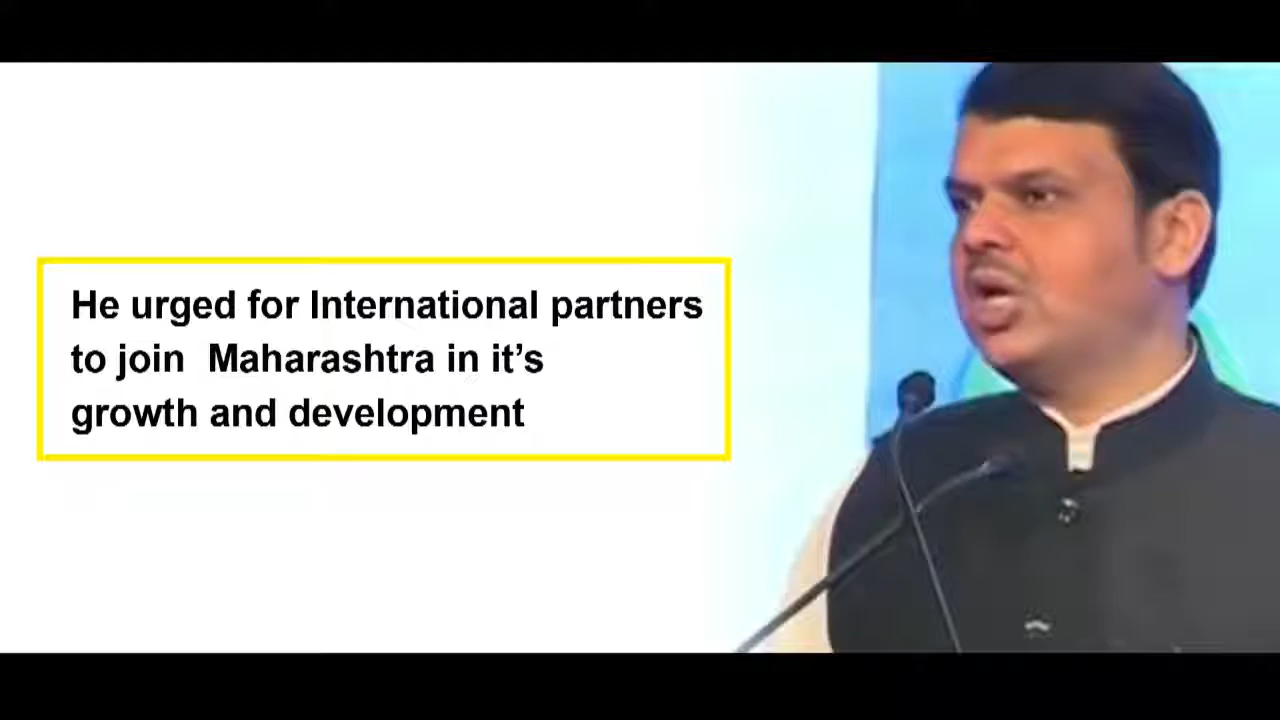 He urged for International partners
to join  Maharashtra in it’s
growth and development